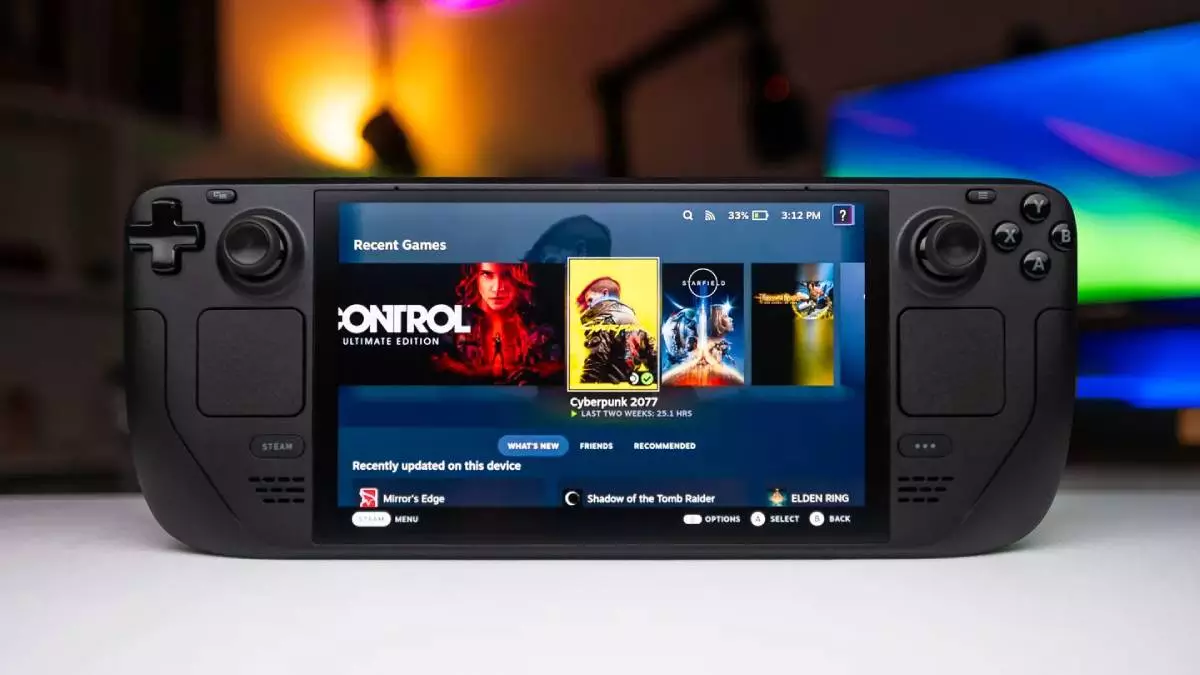 33% 3:12 PM ?
Recent Games
CONTROL
ULTIMATE EDITION
Cyberpunk
STARFIELD
Cyberpunk 2077
LAST TWO WEEKS: 25.1 HRS
WHAT'S NEW FRIENDS RECOMMENDED
Recently updated on this device
Mirror's Edge Shadow of the Tomb Raider ELDEN RING
STEAM MENU OPTIONS A SELECT B BACK
STEAM
Y
X B
A